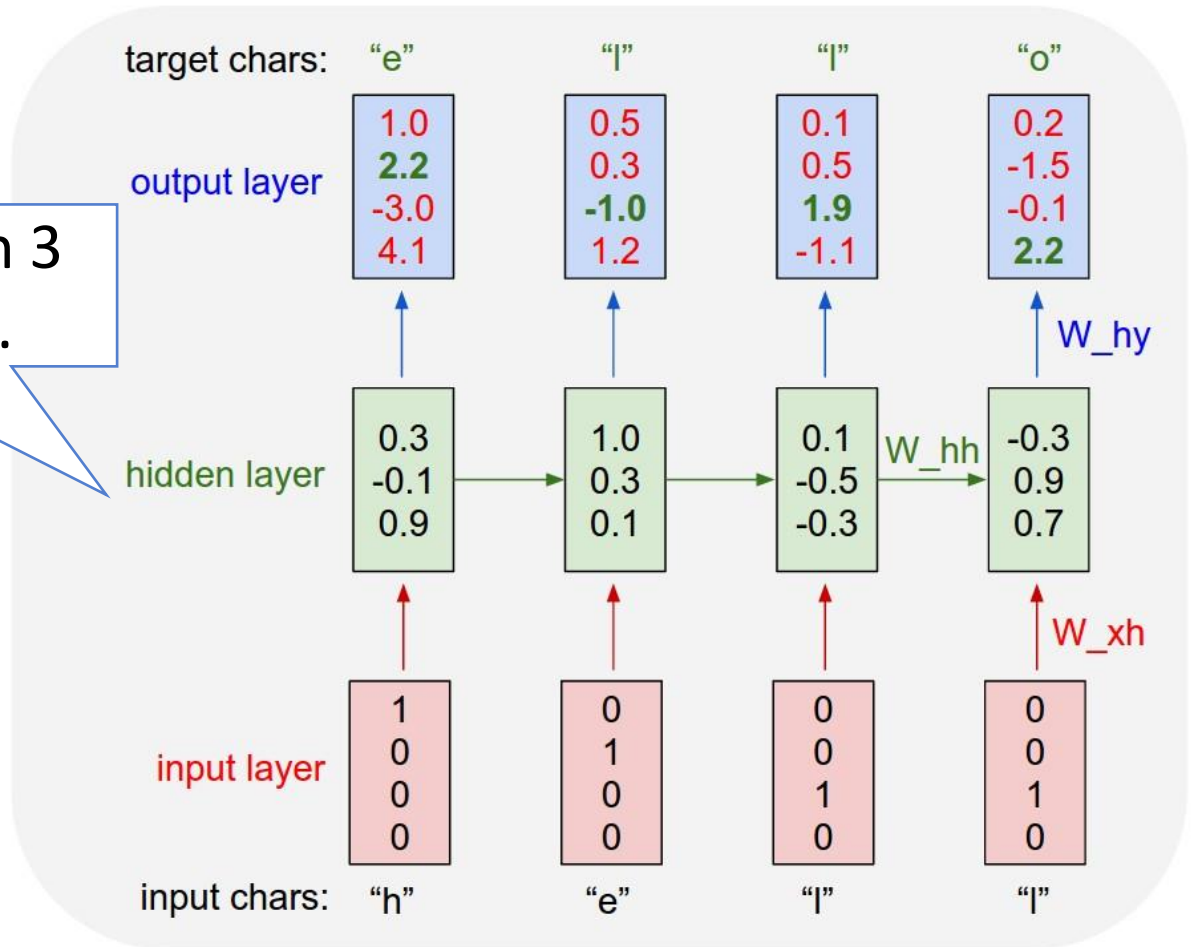 target chars: “e” “l” “l” “o”
1.0 0.5 0.1 0.2
output layer 2.2 0.3 0.5 -1.5
-3.0 -1.0 1.9 -0.1
4.1 1.2 -1.1 2.2
3
.
W_hy
0.3 1.0 0.1 W_hh -0.3
hidden layer -0.1 0.3 -0.5 0.9
0.9 0.1 -0.3 0.7
W_xh
1 0 0 0
input layer 0 1 0 0
0 0 1 1
0 0 0 0
input chars: “h” “e” “l” “l”